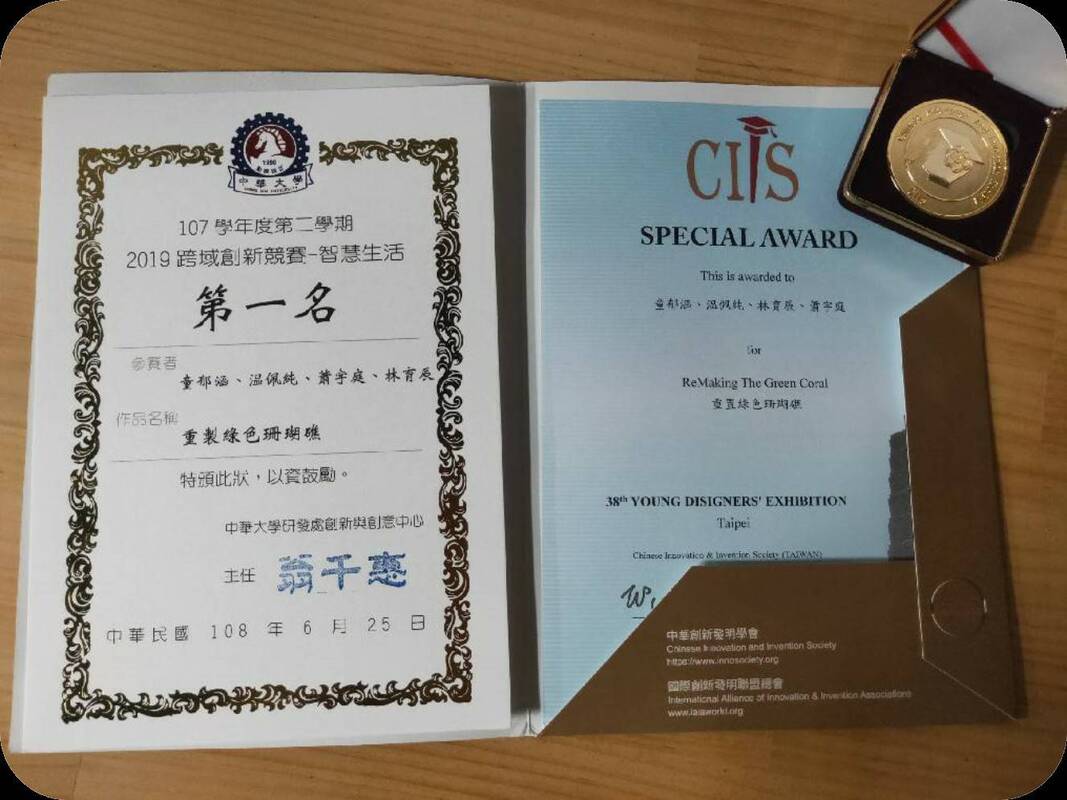 1990
中華大學
107 學年度第二學期
2019 跨域創新競賽-智慧生活
第一名
參賽者
童郁涵、溫佩純、蕭宇庭、林育辰
作品名稱
重製綠色珊瑚礁
特頒此狀，以資鼓勵。
中華大學研發處創新與創意中心
主任 翁千惠
中華民國 108 年 6 月 25 日
CIIS
SPECIAL AWARD
This is awarded to
童郁涵、溫佩純、林育辰、蕭宇庭
for
ReMaking The Green Coral
重置綠色珊瑚礁
38th YOUNG DISIGNERS' EXHIBITION
Taipei
Chinese Innovation & Invention Society (TAIWAN)
中華創新發明學會
Chinese Innovation and Invention Society
https://www.innosociety.org
國際創新發明聯盟總會
International Alliance of Innovation & Invention Associations
www.iaiaworld.org